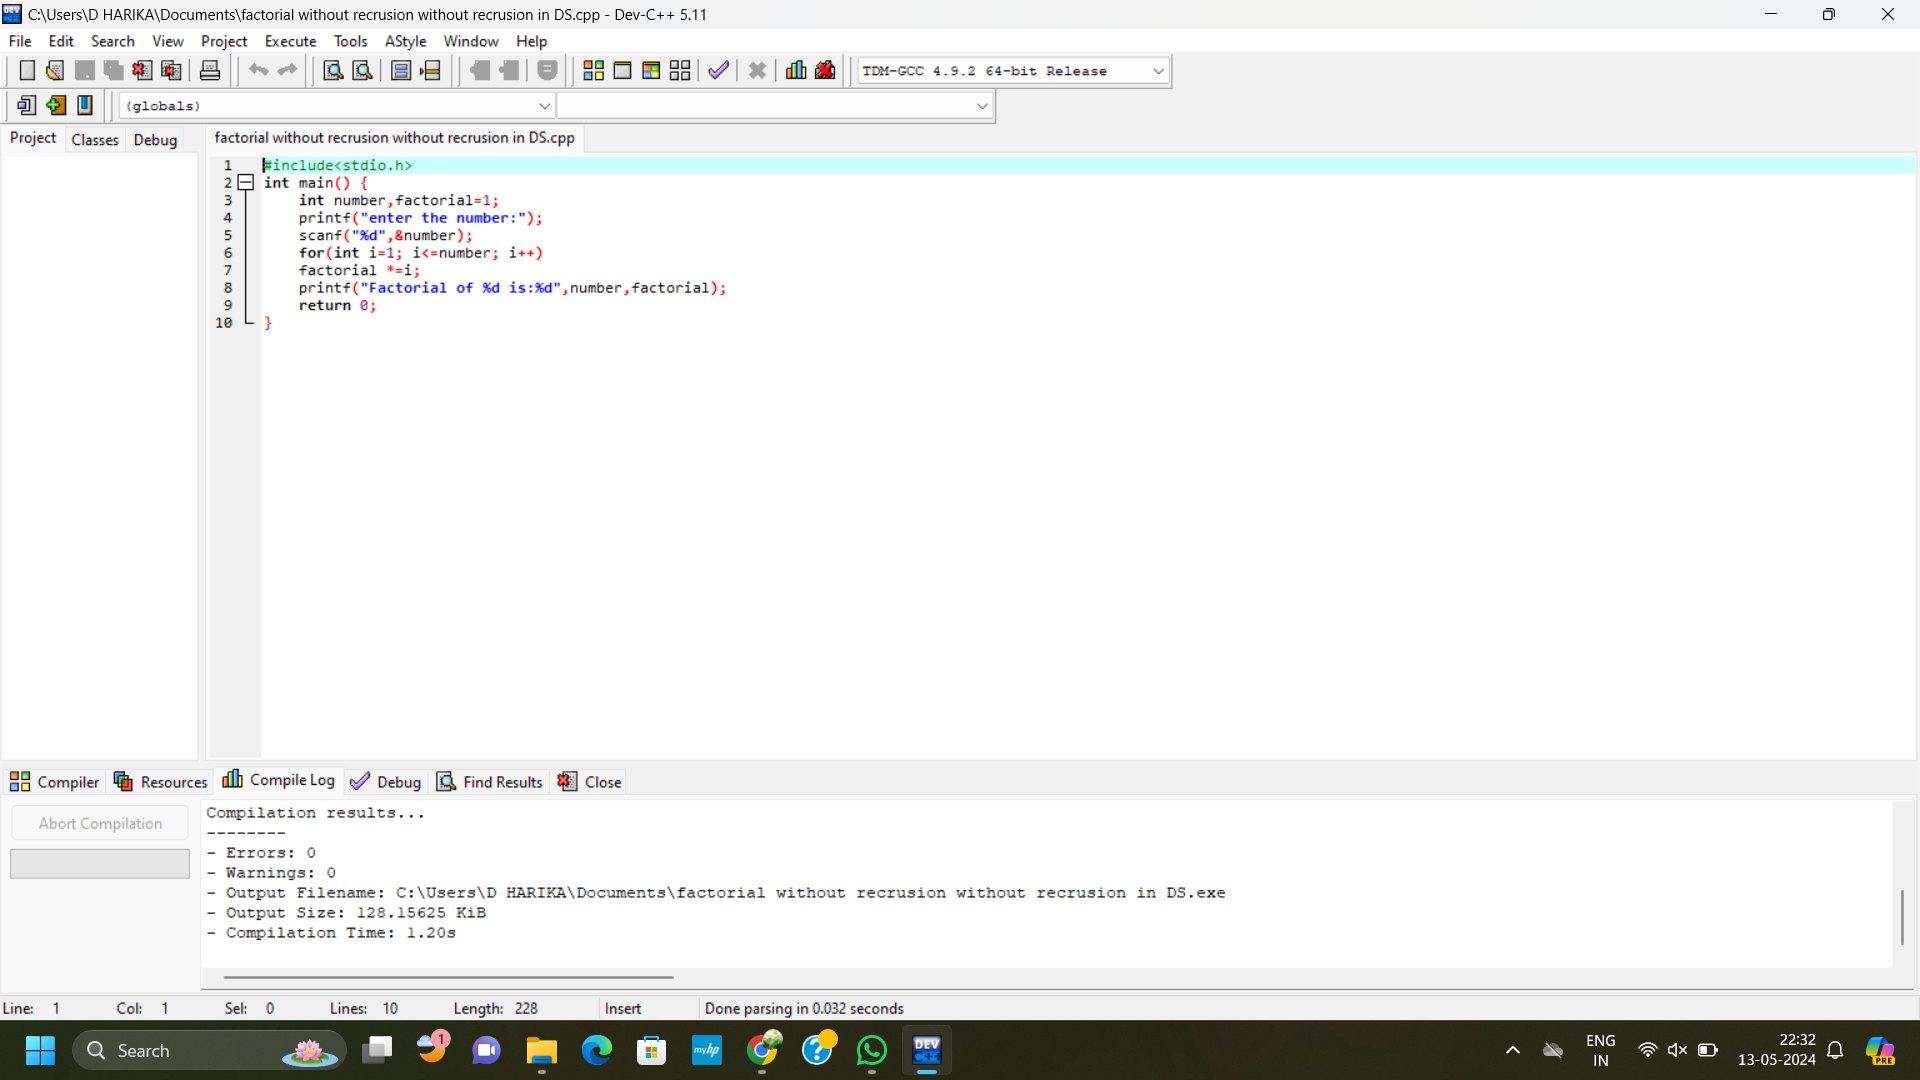 C:\Users\D HARIKA\Documents\factorial without recrusion without recrusion in DS.cpp - Dev-C++ 5.11
File Edit Search View Project Execute Tools AStyle Window Help
TDM-GCC 4.9.2 64-bit Release
(globals)
Project Classes Debug
factorial without recrusion without recrusion in DS.cpp
1 #include<stdio.h>
2 int main() {
3 int number,factorial=1;
4 printf("enter the number:");
5 scanf("%d",&number);
6 for(int i=1; i<=number; i++)
7 factorial *=i;
8 printf("Factorial of %d is:%d",number,factorial);
9 return 0;
10 }
Compiler Resources Compile Log Debug Find Results Close
Abort Compilation
Compilation results...
--------
- Errors: 0
- Warnings: 0
- Output Filename: C:\Users\D HARIKA\Documents\factorial without recrusion without recrusion in DS.exe
- Output Size: 128.15625 KiB
- Compilation Time: 1.20s
Line: 1 Col: 1 Sel: 0 Lines: 10 Length: 228 Insert Done parsing in 0.032 seconds
Search
1
myhp
DEV
C++
ENG
IN
22:32
13-05-2024
PRE